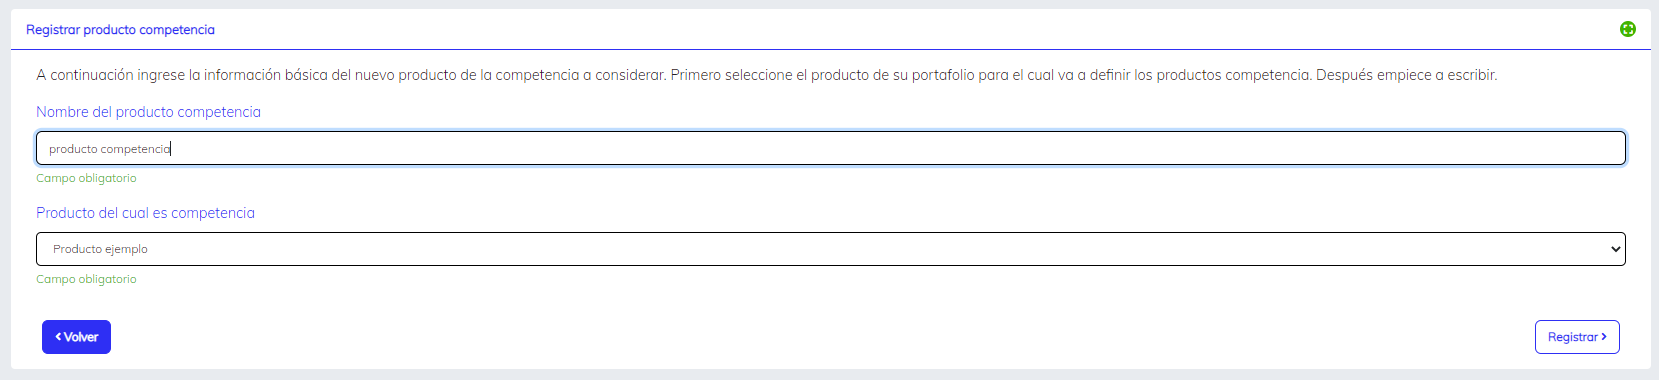 Registrar producto competencia
A continuación ingrese la información básica del nuevo producto de la competencia a considerar. Primero seleccione el producto de su portafolio para el cual va a definir los productos competencia. Después empiece a escribir.
Nombre del producto competencia
producto competencia
Campo obligatorio
Producto del cual es competencia
Producto ejemplo
Campo obligatorio
Volver
Registrar